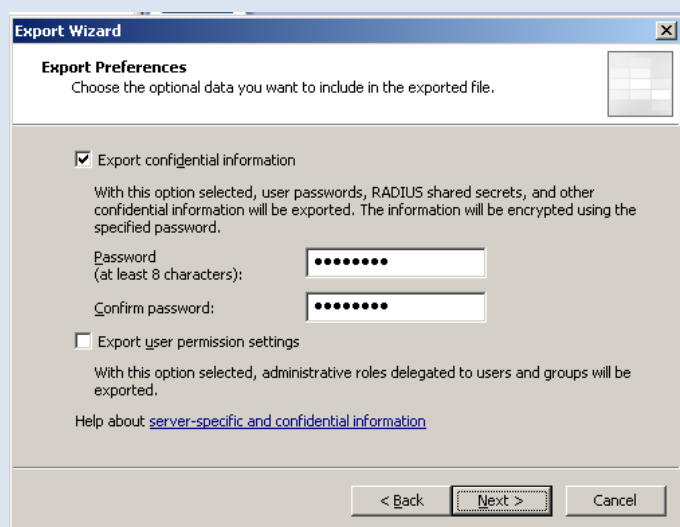 Export Wizard
Export Preferences
Choose the optional data you want to include in the exported file.
Export confidential information
With this option selected, user passwords, RADIUS shared secrets, and other
confidential information will be exported. The information will be encrypted using the
specified password.
Password
(at least 8 characters):
••••••••
Confirm password:
••••••••
Export user permission settings
With this option selected, administrative roles delegated to users and groups will be
exported.
Help about server-specific and confidential information
< Back
Next >
Cancel